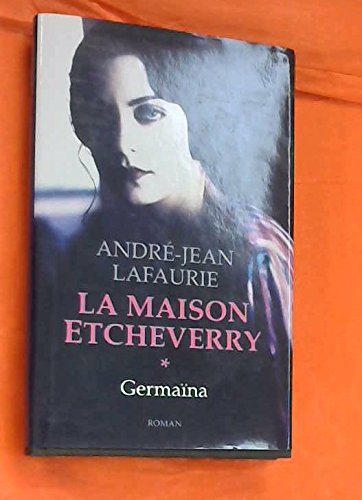 ANDRÉ-JEAN
LAFAURIE
LA MAISON
ETCHEVERRY
*
Germaïna
ROMAN